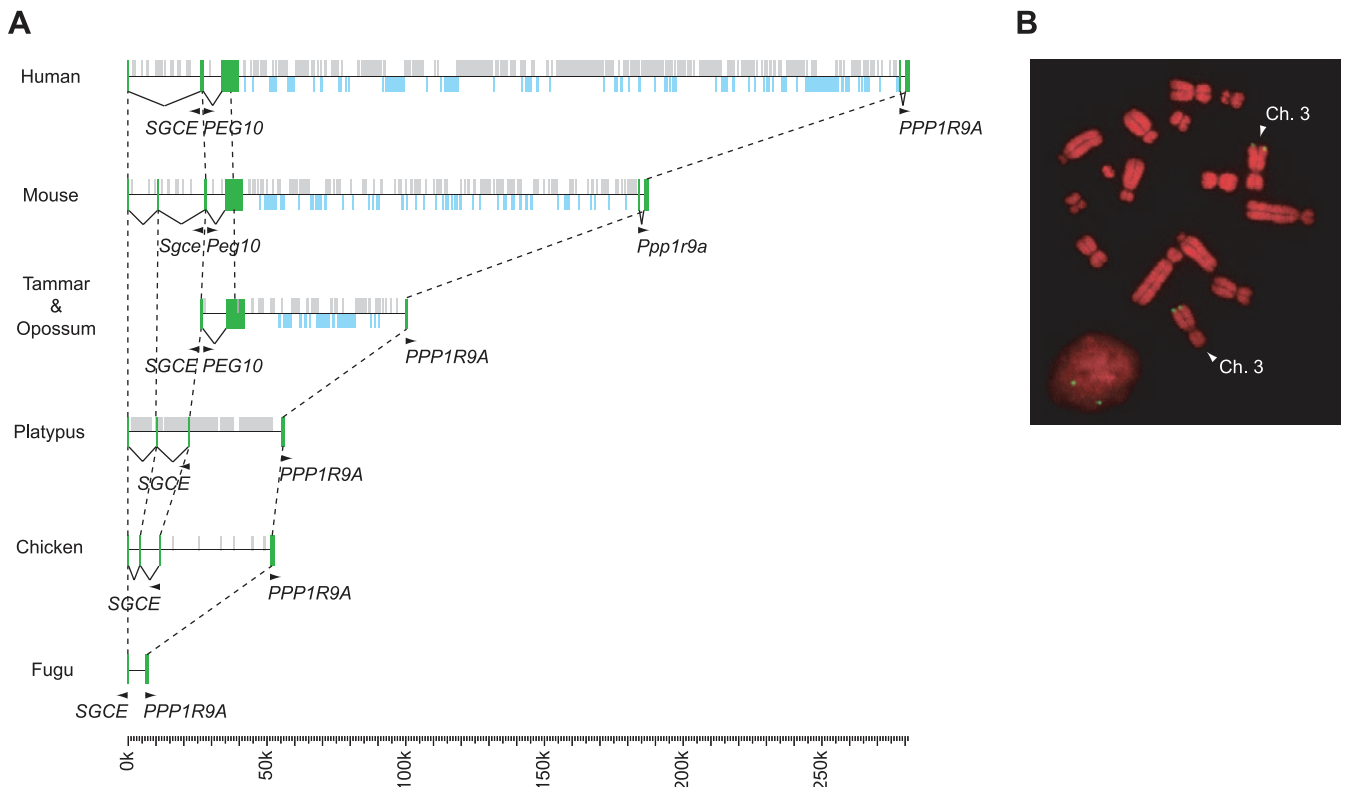 A
B
Human
SGCE PEG10
PPP1R9A
Mouse
Sgce Peg10
Ppp1r9a
Tammar
&
Opossum
SGCE PEG10
PPP1R9A
Platypus
SGCE
PPP1R9A
Chicken
SGCE
PPP1R9A
Fugu
SGCE PPP1R9A
0k 50k 100k 150k 200k 250k
Ch. 3
Ch. 3